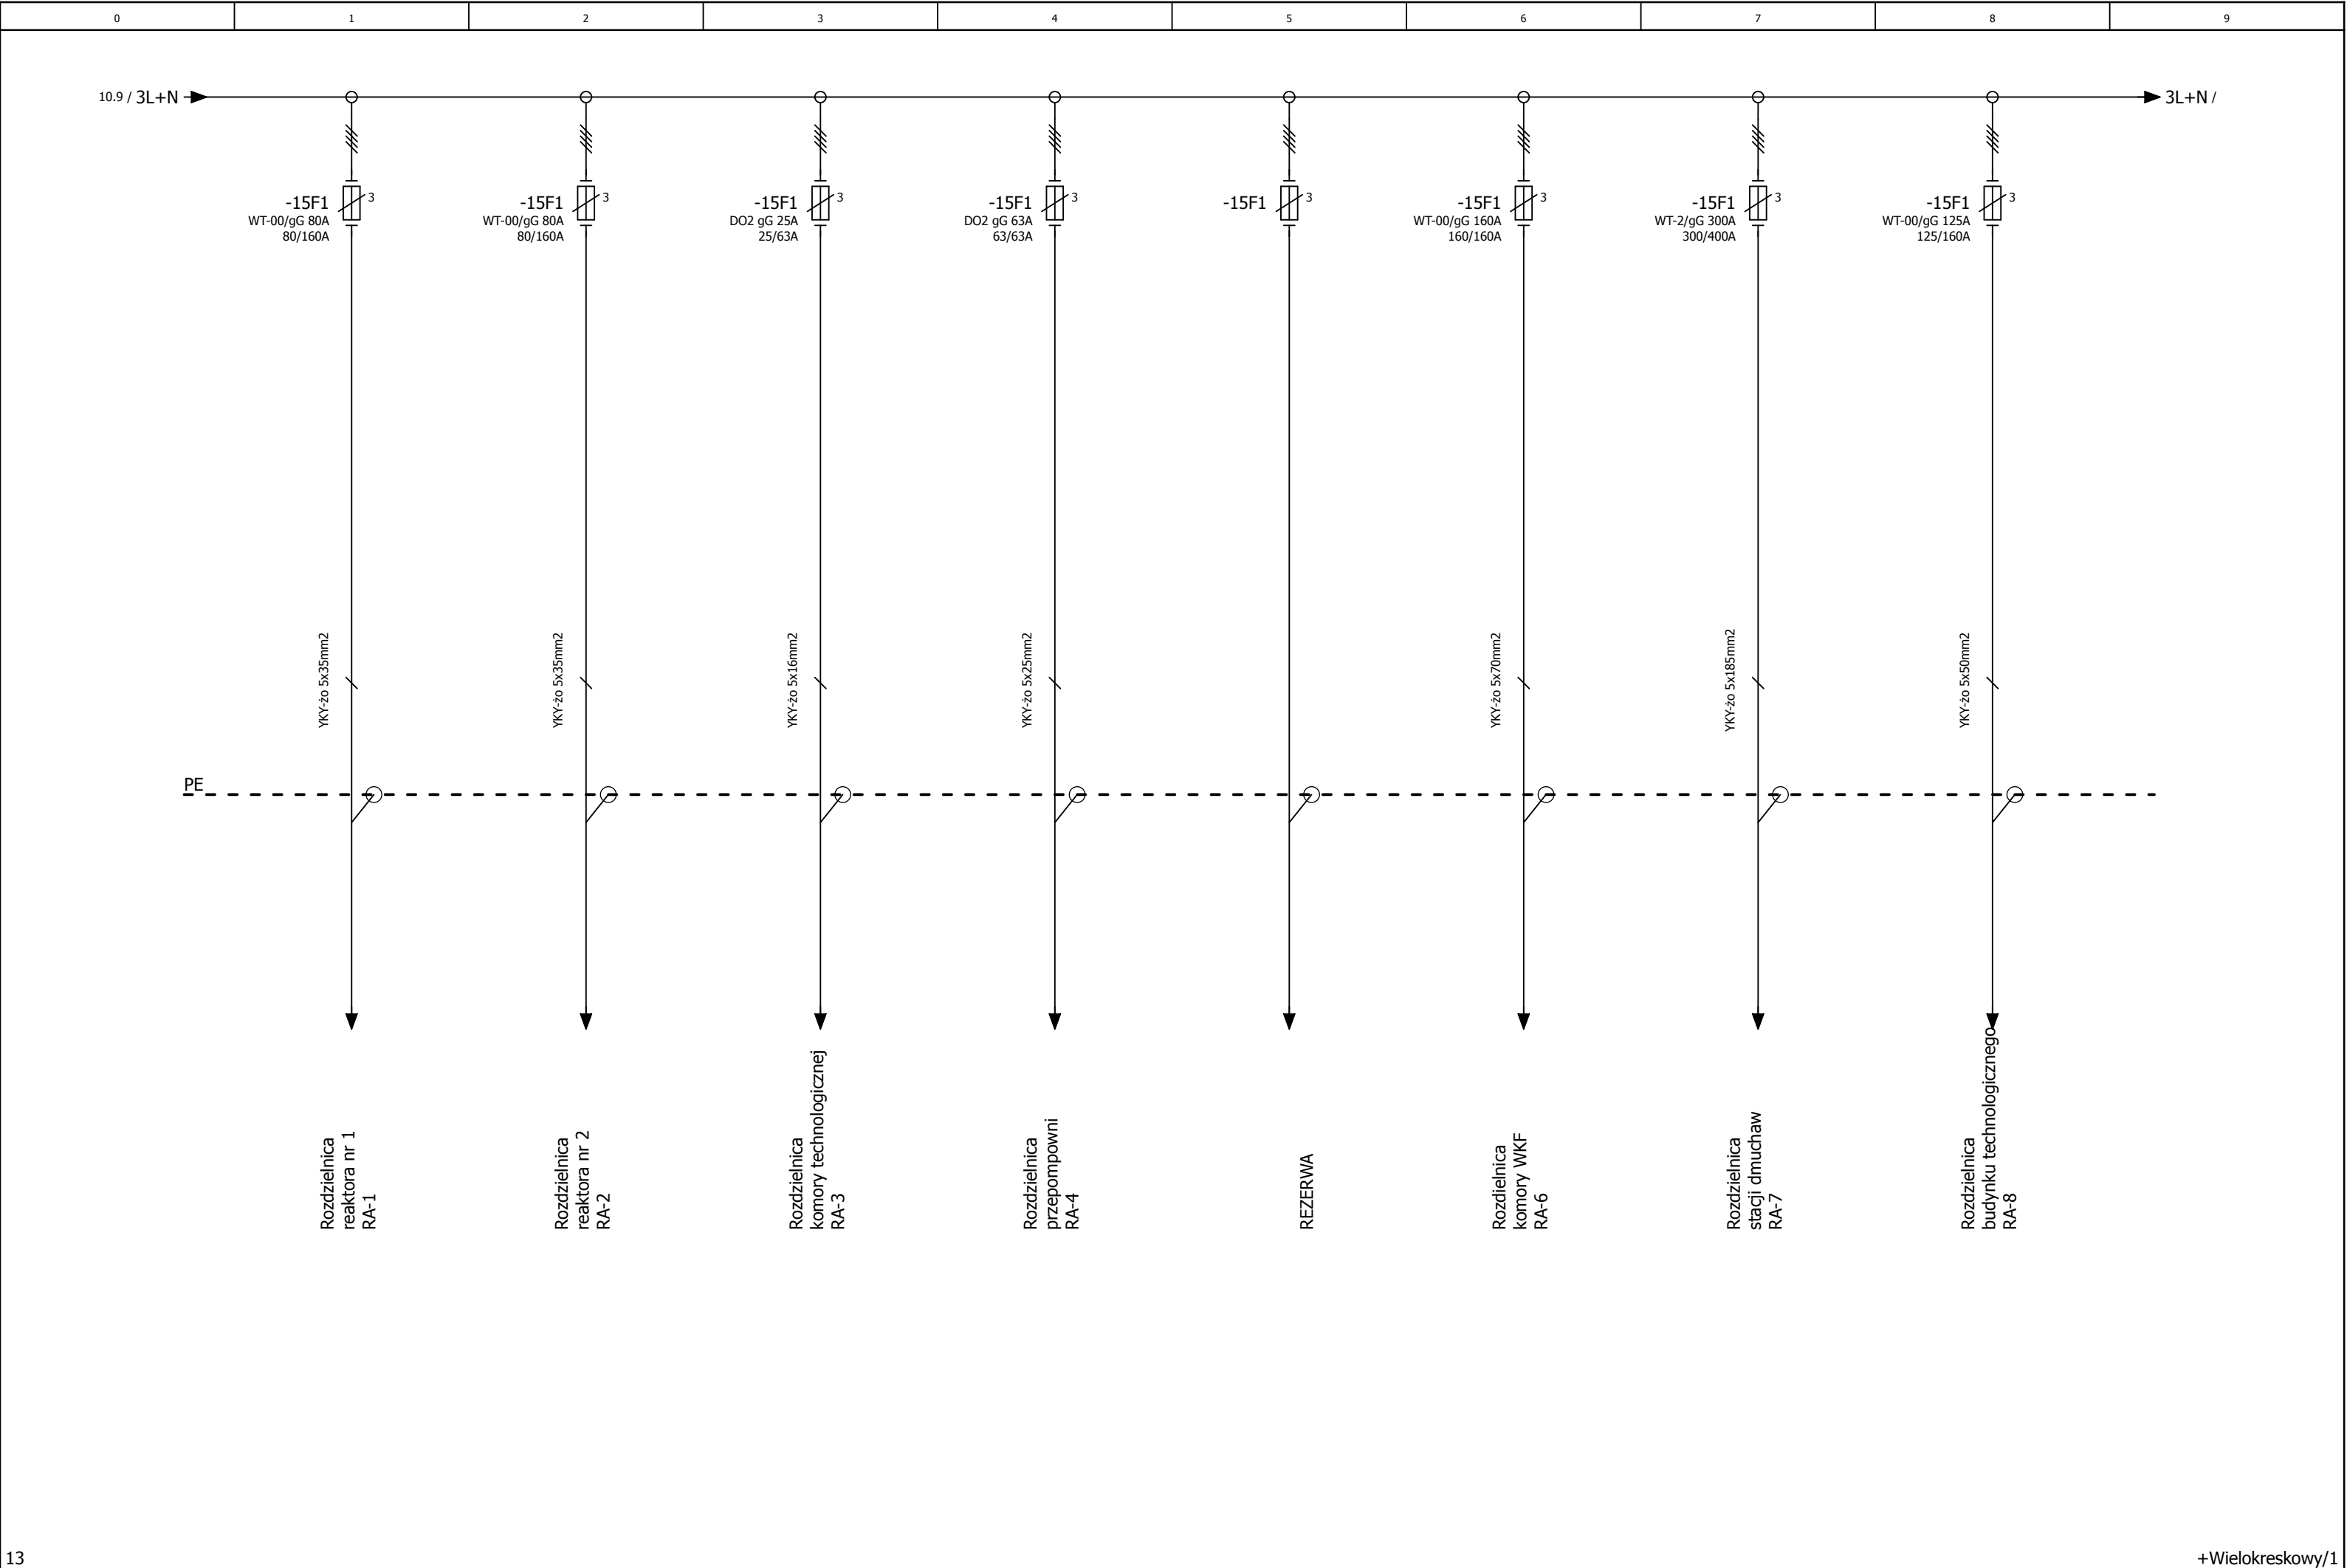 0 1 2 3 4 5 6 7 8 9
10.9 / 3L+N
3L+N /
-15F1
WT-00/gG 80A
80/160A
3
-15F1
WT-00/gG 80A
80/160A
3
-15F1
DO2 gG 25A
25/63A
3
-15F1
DO2 gG 63A
63/63A
3
-15F1
3
-15F1
WT-00/gG 160A
160/160A
3
-15F1
WT-2/gG 300A
300/400A
3
-15F1
WT-00/gG 125A
125/160A
3
YKY-żo 5x35mm2
YKY-żo 5x35mm2
YKY-żo 5x16mm2
YKY-żo 5x25mm2
YKY-żo 5x70mm2
YKY-żo 5x185mm2
YKY-żo 5x50mm2
PE
Rozdzielnica
reaktora nr 1
RA-1
Rozdzielnica
reaktora nr 2
RA-2
Rozdzielnica
komory technologicznej
RA-3
Rozdzielnica
przepompowni
RA-4
REZERWA
Rozdielnica
komory WKF
RA-6
Rozdzielnica
stacji dmuchaw
RA-7
Rozdzielnica
budynku technologicznego
RA-8
13
+Wielokreskowy/1